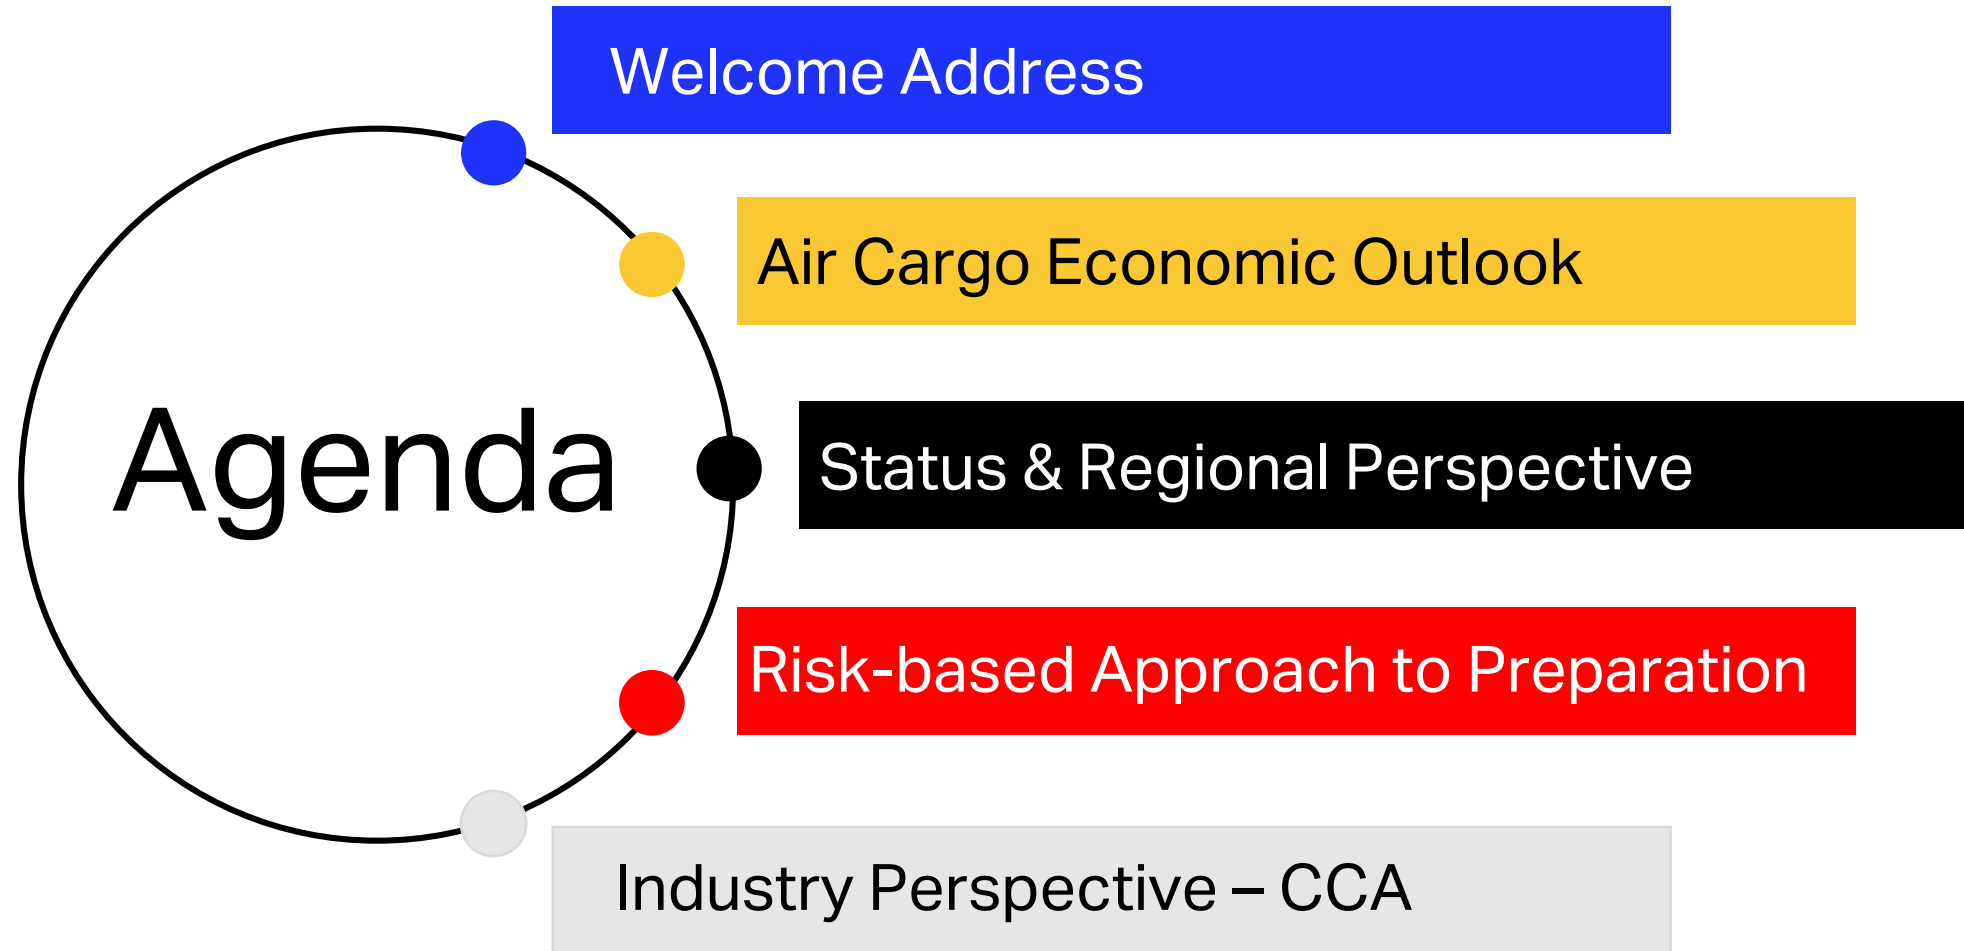 Agenda
Welcome Address
Air Cargo Economic Outlook
Status & Regional Perspective
Risk-based Approach to Preparation
Industry Perspective – CCA